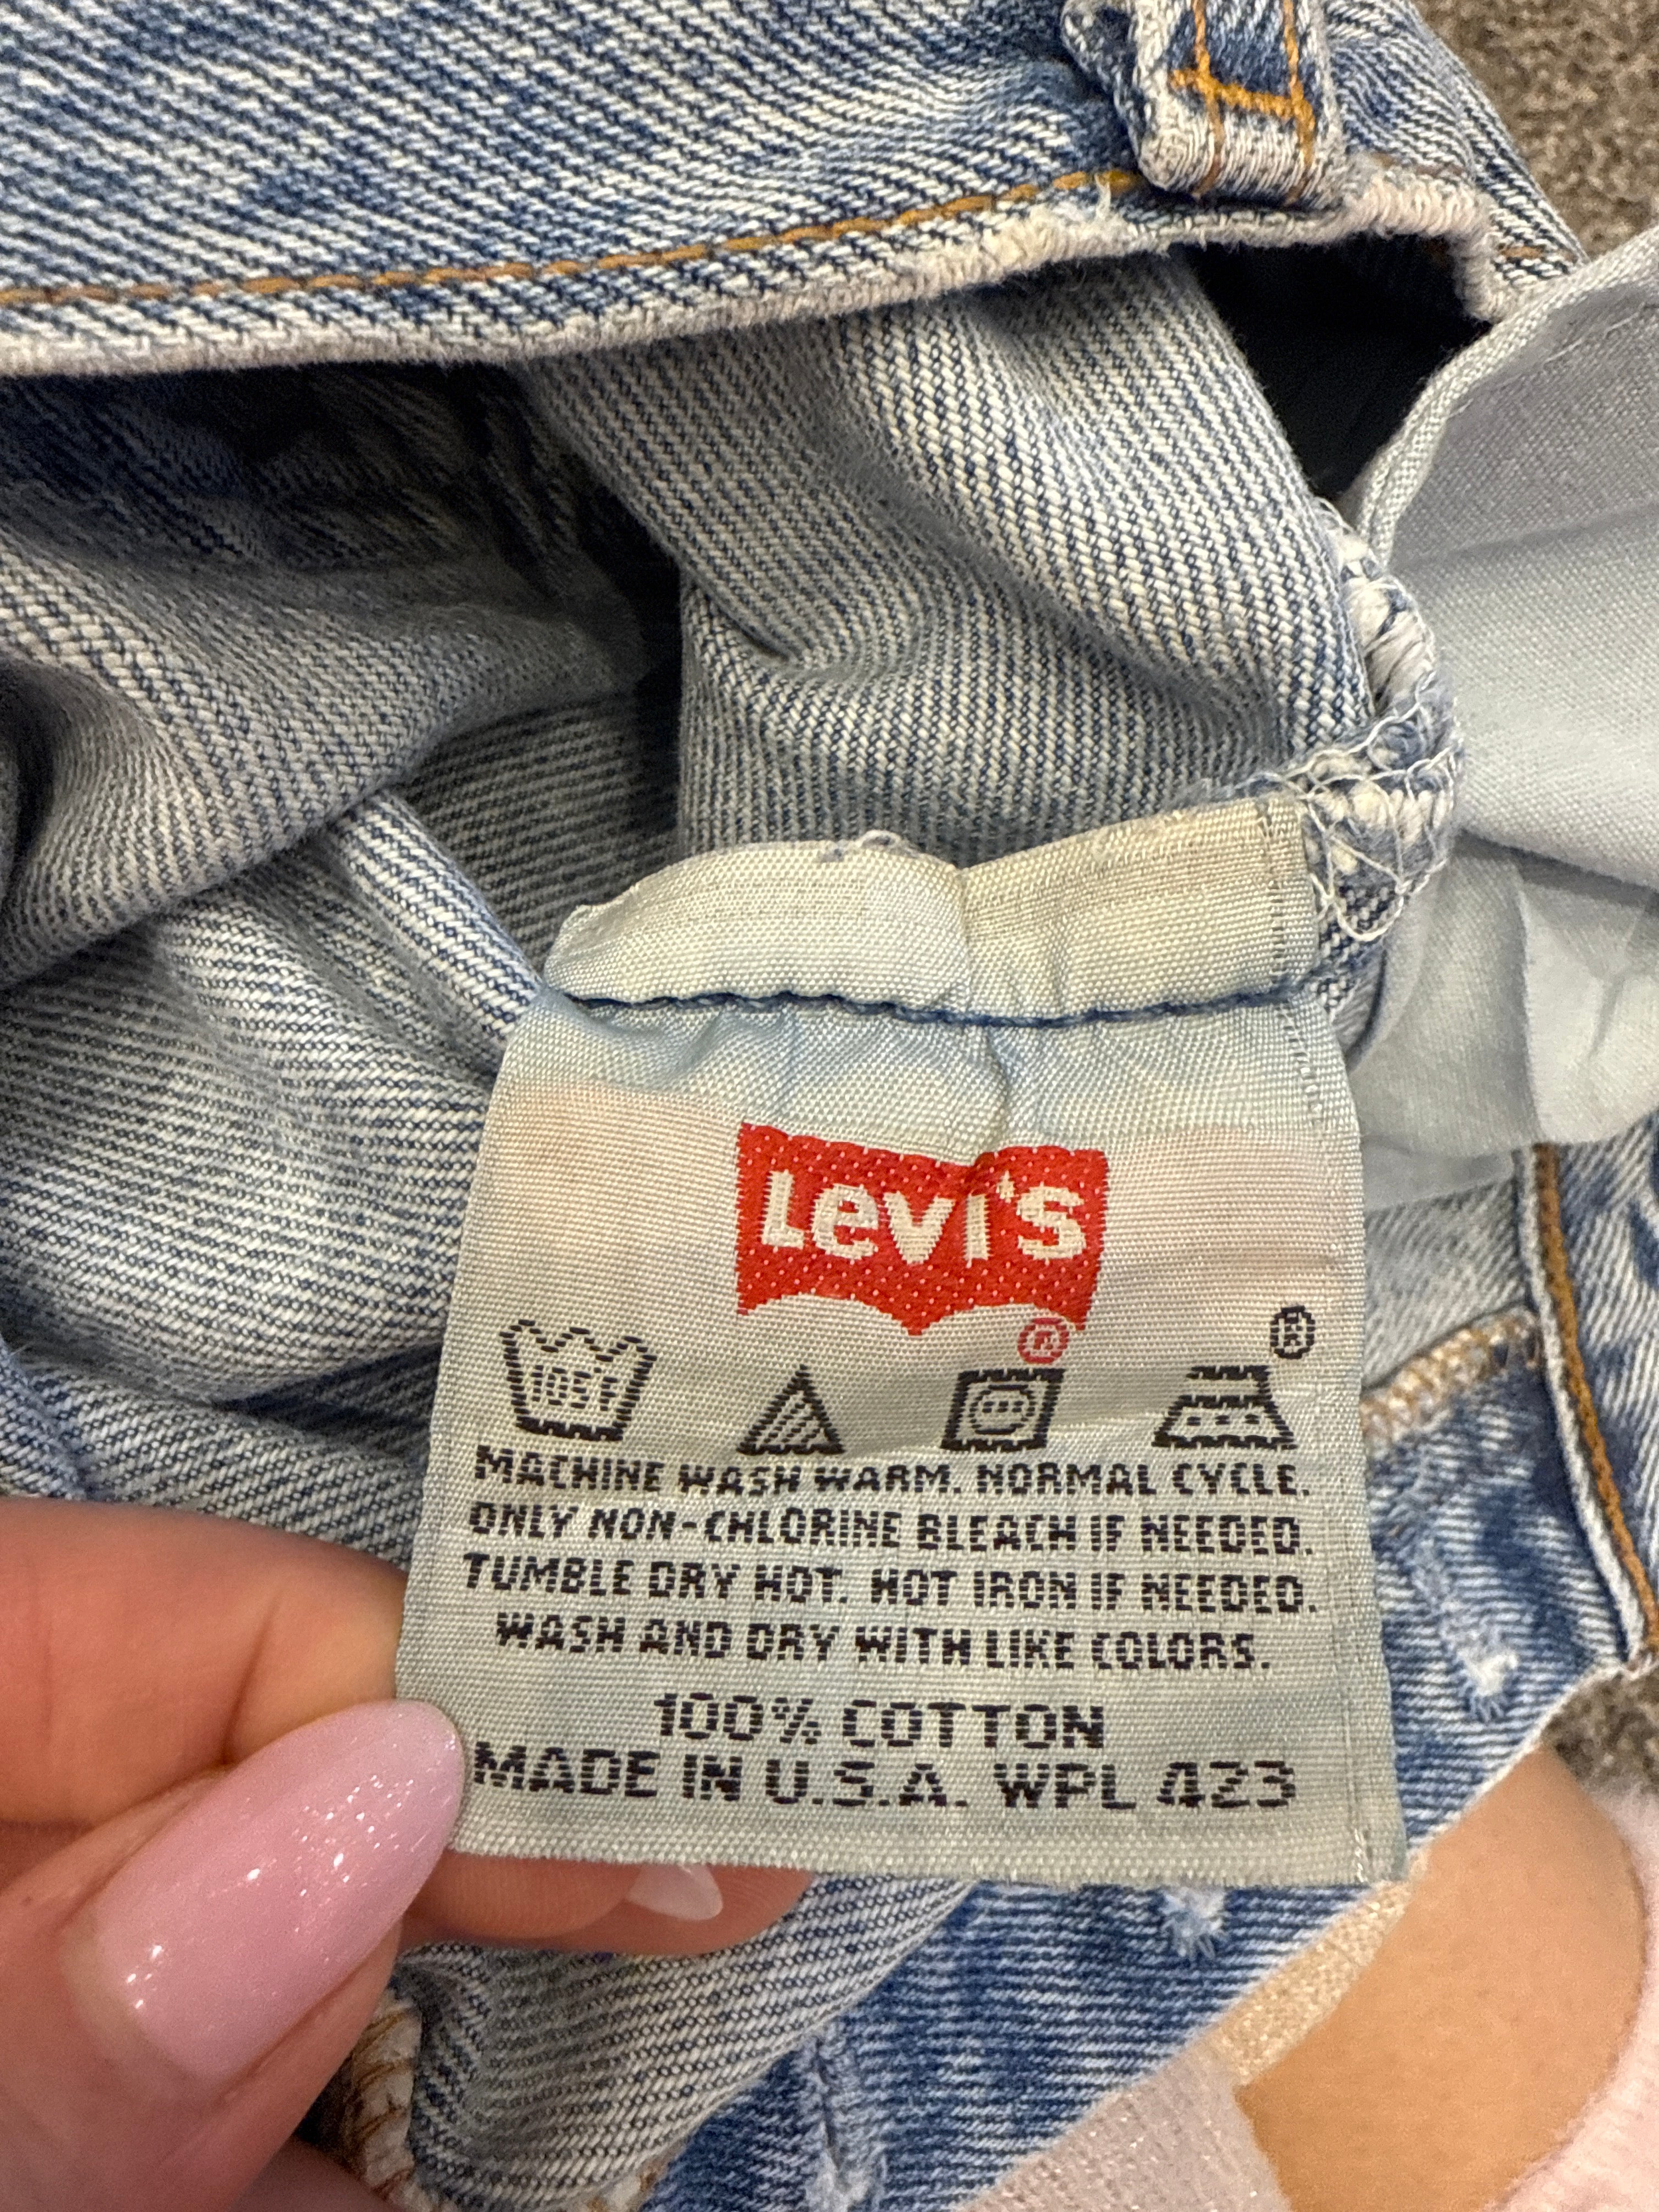 Levi's
®
®
105F
MACHINE WASH WARM. NORMAL CYCLE.
ONLY NON-CHLORINE BLEACH IF NEEDED.
TUMBLE DRY HOT. HOT IRON IF NEEDED.
WASH AND DRY WITH LIKE COLORS.
100% COTTON
MADE IN U.S.A. WPL 423